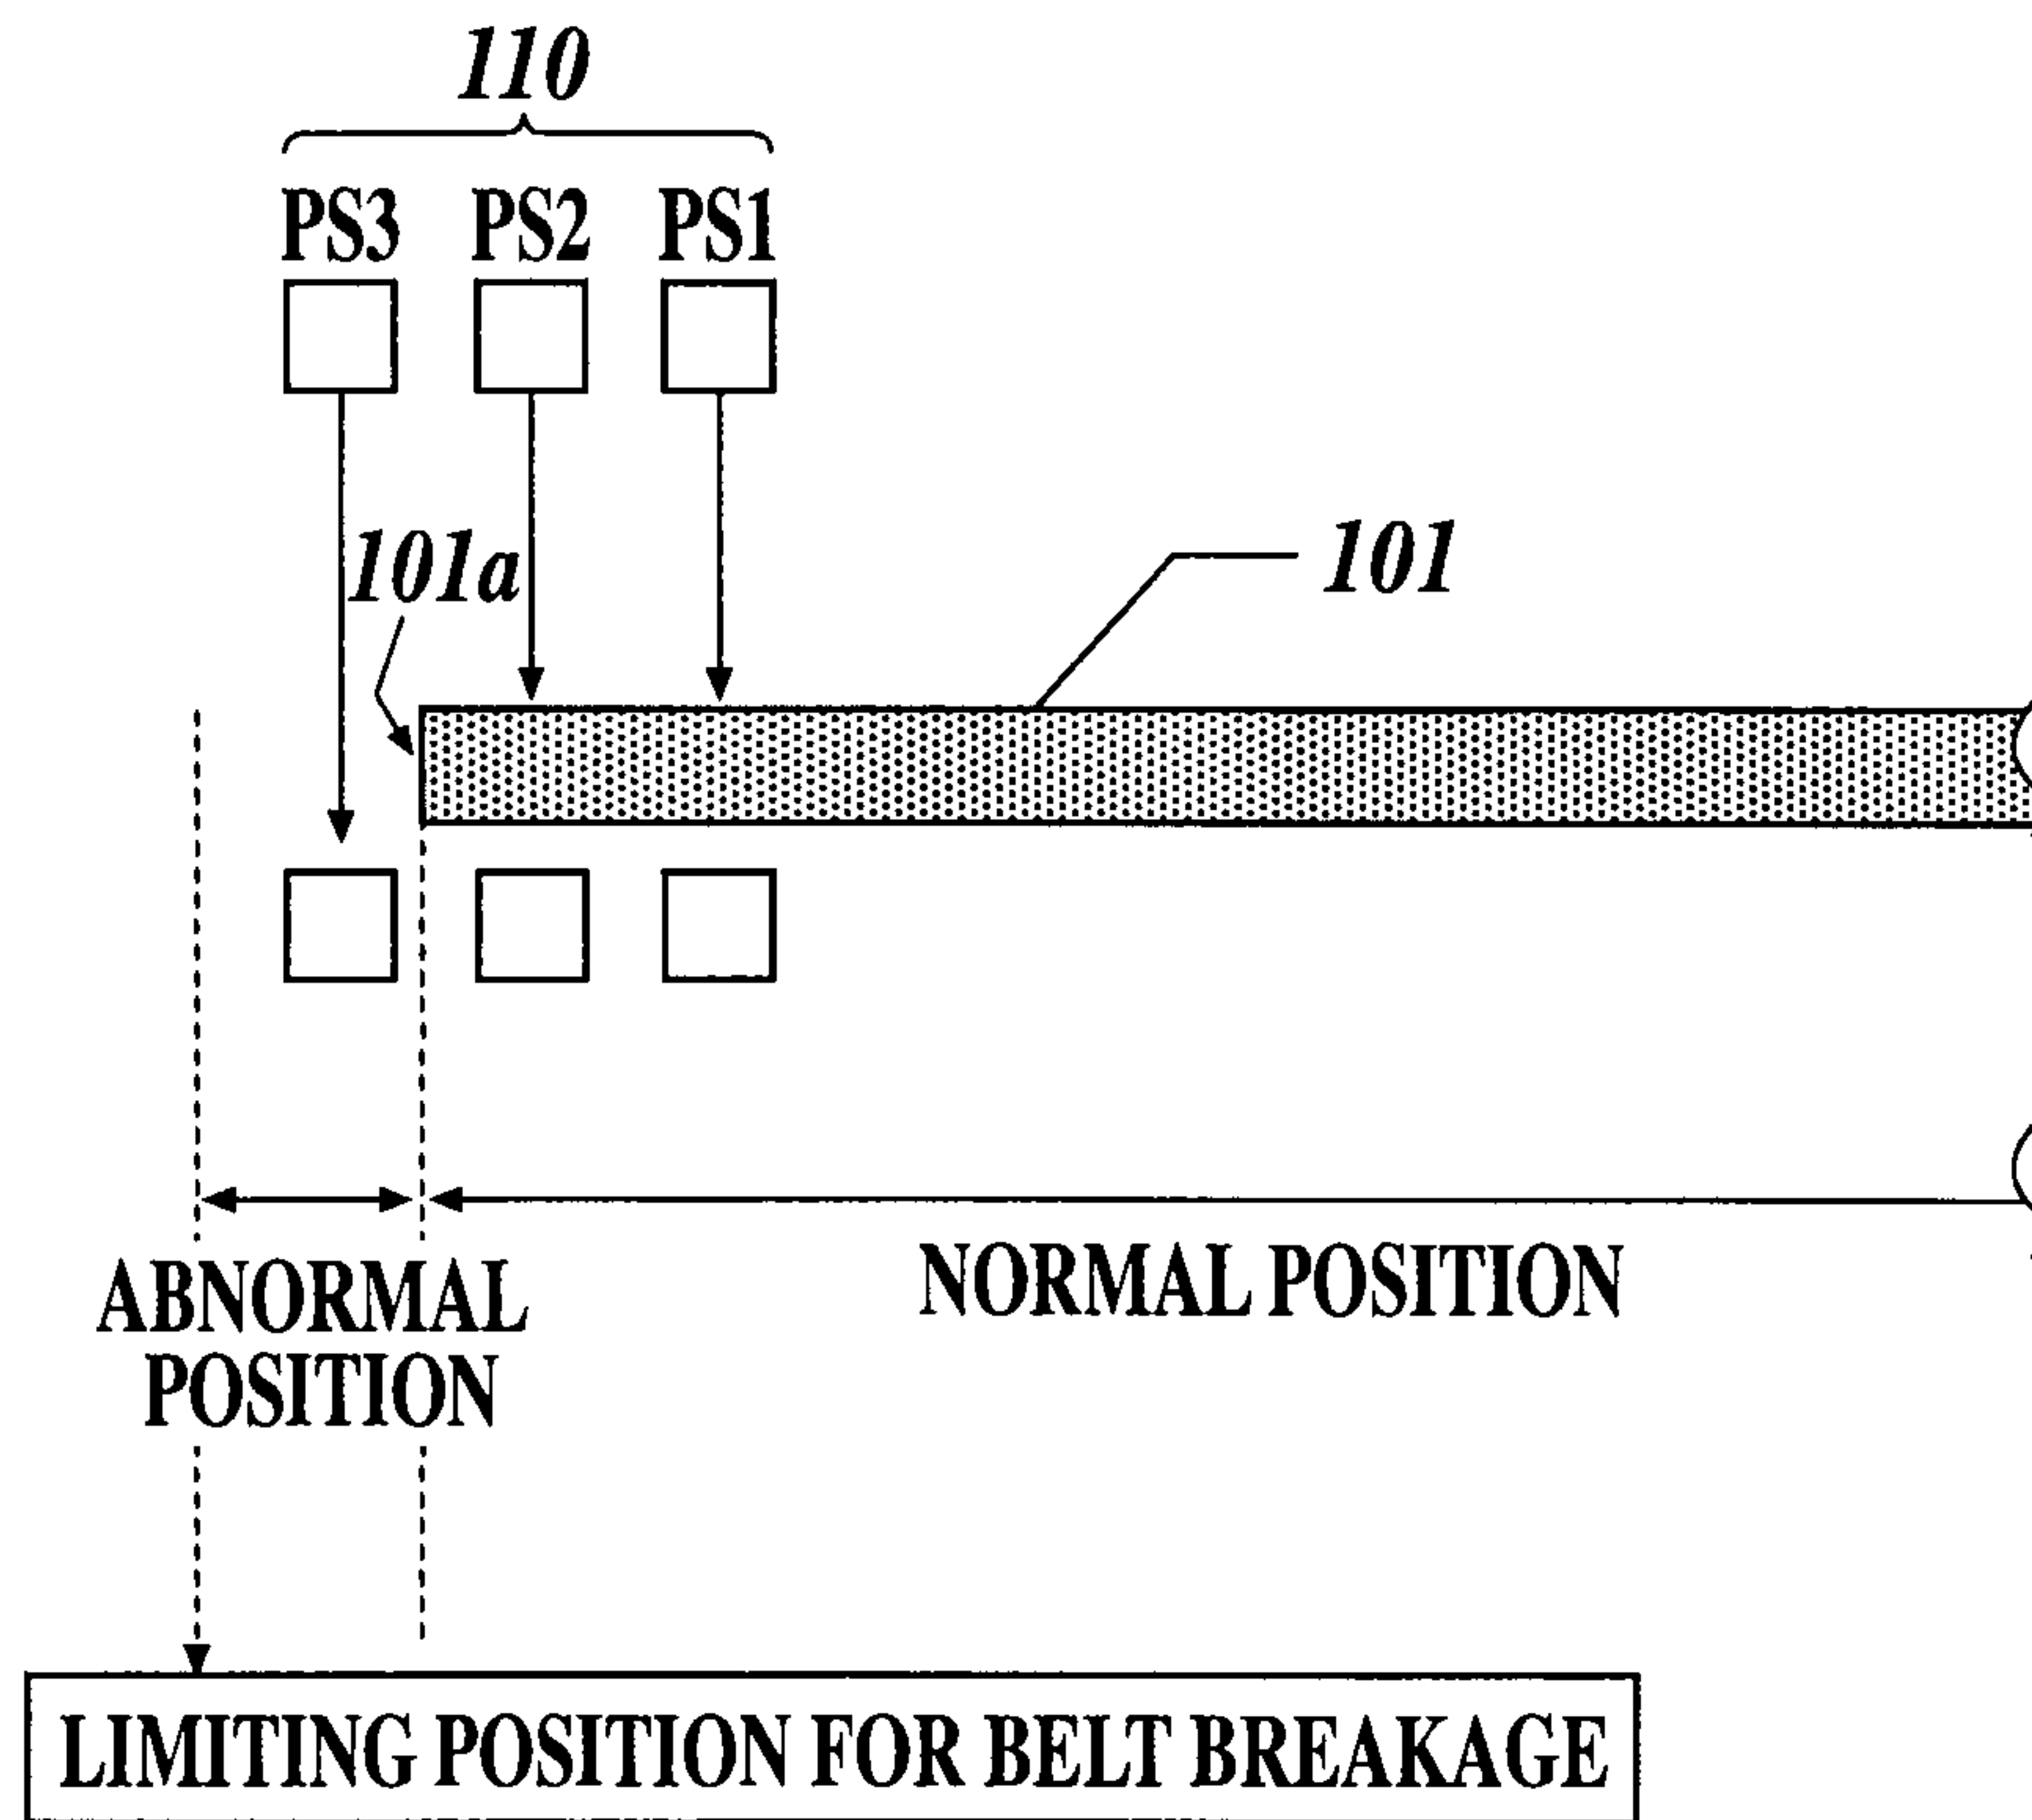 110
PS3 PS2 PS1
101a
101
NORMAL POSITION
ABNORMAL
POSITION
LIMITING POSITION FOR BELT BREAKAGE